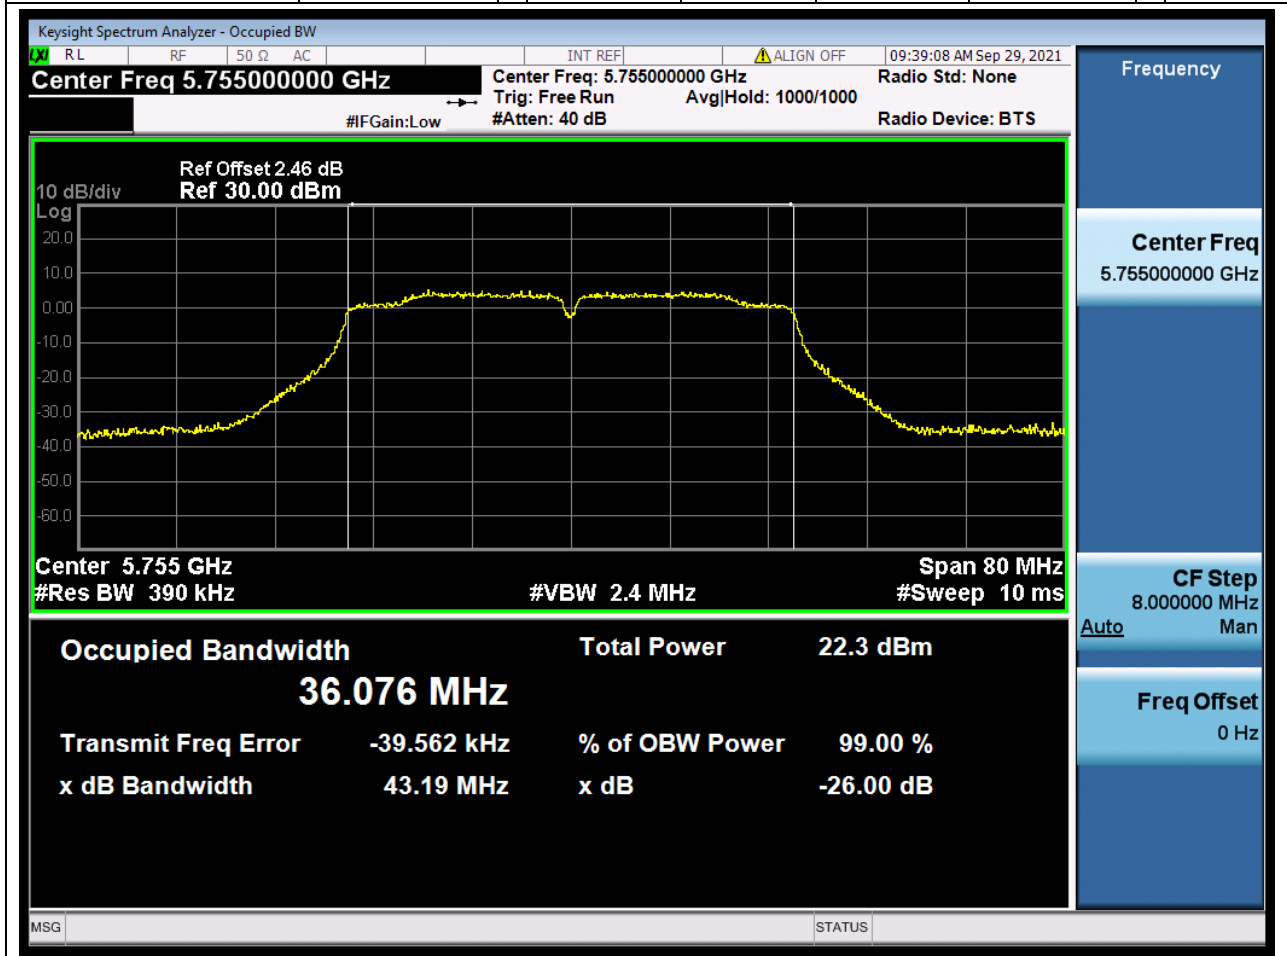 Keysight Spectrum Analyzer - Occupied BW
LXI RL RF 50 Ω AC INT REF ALIGN OFF 09:39:08 AM Sep 29, 2021
Center Freq 5.755000000 GHz
Center Freq: 5.755000000 GHz
Radio Std: None
Trig: Free Run Avg|Hold: 1000/1000
#IFGain:Low
#Atten: 40 dB
Radio Device: BTS
Ref Offset 2.46 dB
10 dB/div Ref 30.00 dBm
Log
20.0
10.0
0.00
-10.0
-20.0
-30.0
-40.0
-50.0
-60.0
Center 5.755 GHz
Span 80 MHz
#Res BW 390 kHz
#VBW 2.4 MHz
#Sweep 10 ms
Occupied Bandwidth
Total Power 22.3 dBm
36.076 MHz
Transmit Freq Error -39.562 kHz
% of OBW Power 99.00 %
x dB Bandwidth 43.19 MHz
x dB -26.00 dB
MSG
STATUS
Frequency
Center Freq
5.755000000 GHz
CF Step
8.000000 MHz
Auto Man
Freq Offset
0 Hz